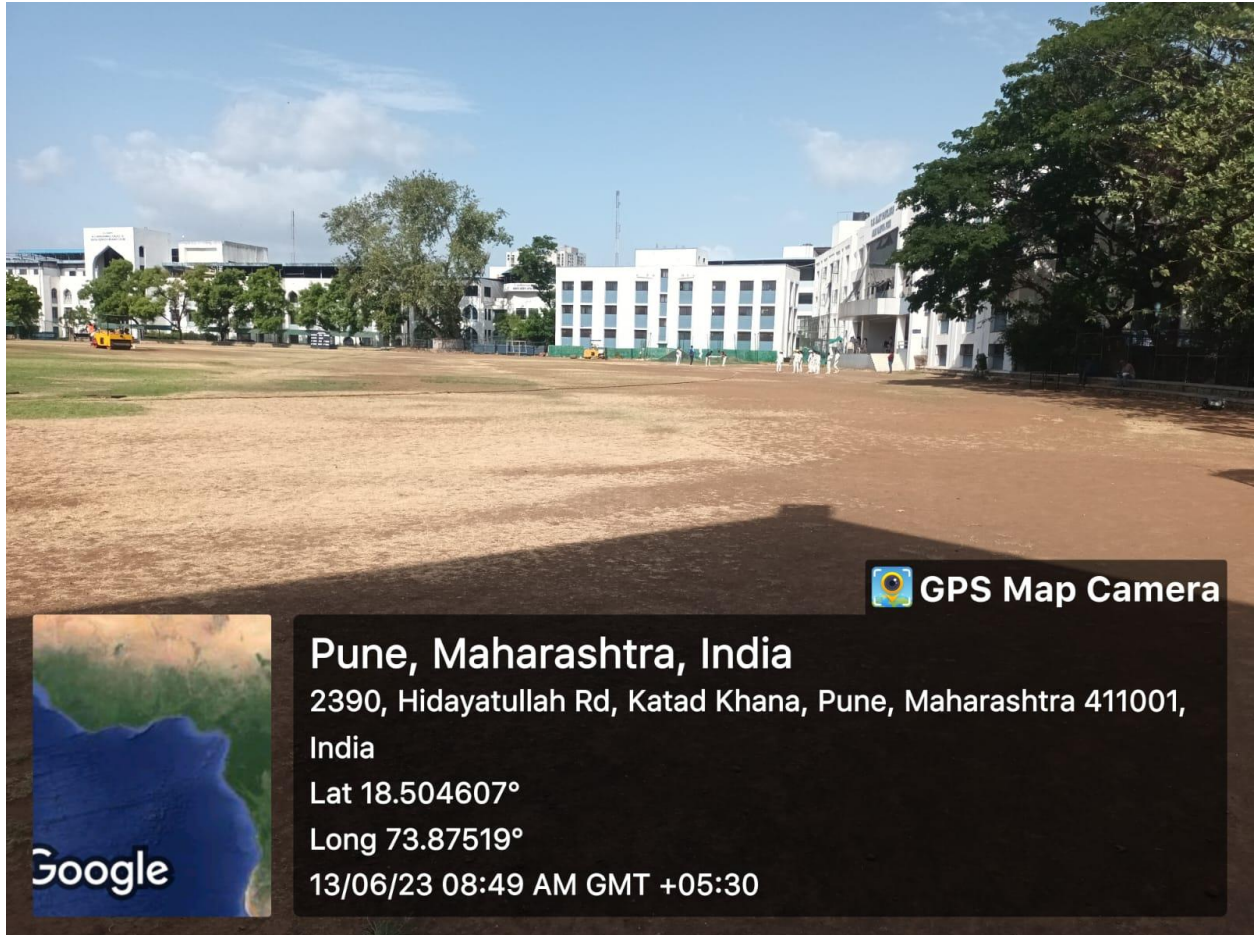 GPS Map Camera
Pune, Maharashtra, India
2390, Hidayatullah Rd, Katad Khana, Pune, Maharashtra 411001,
India
Lat 18.504607°
Long 73.87519°
13/06/23 08:49 AM GMT +05:30
Google